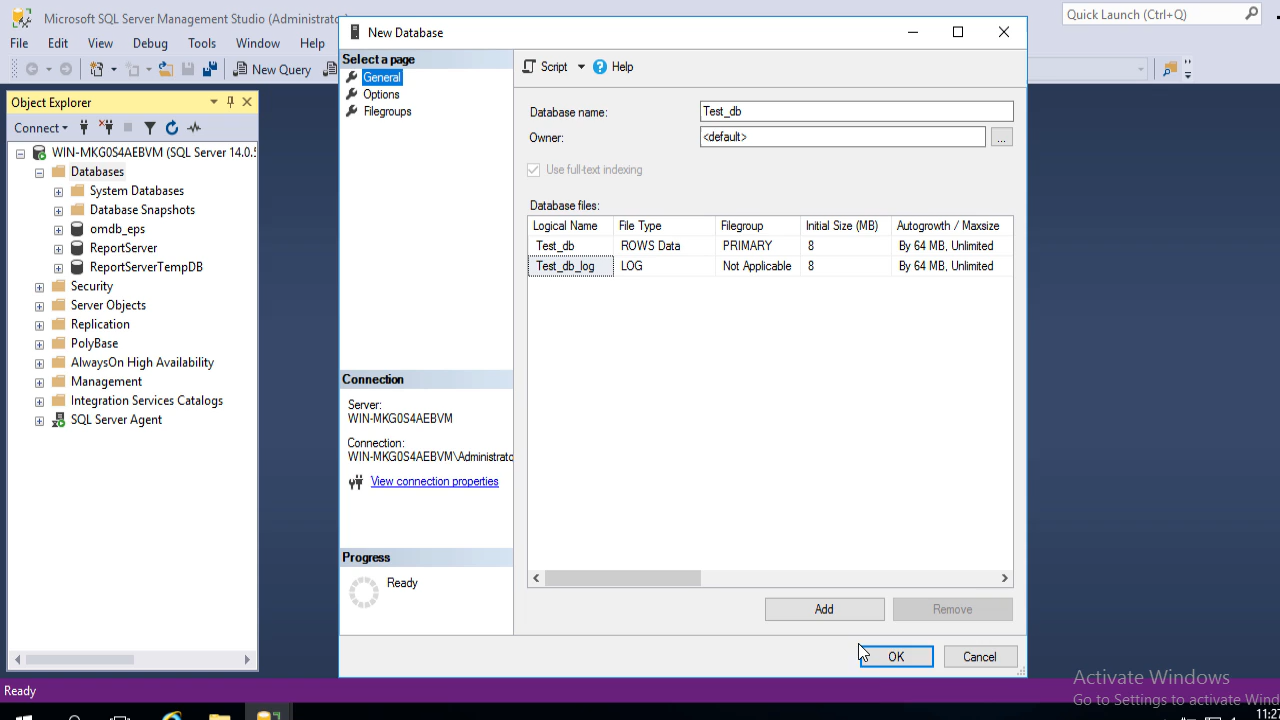 Microsoft SQL Server Management Studio (Administrator
Quick Launch (Ctrl+Q)
File Edit View Debug Tools Window Help
New Query
Object Explorer
Connect
WIN-MKG0S4AEBVM (SQL Server 14.0.5
Databases
System Databases
Database Snapshots
omdb_eps
ReportServer
ReportServerTempDB
Security
Server Objects
Replication
PolyBase
AlwaysOn High Availability
Management
Integration Services Catalogs
SQL Server Agent
New Database
Select a page
General
Options
Filegroups
Connection
Server:
WIN-MKG0S4AEBVM
Connection:
WIN-MKG0S4AEBVM\Administrato
View connection properties
Progress
Ready
Script Help
Database name: Test_db
Owner: <default> ...
Use full-text indexing
Database files:
Logical Name File Type Filegroup Initial Size (MB) Autogrowth / Maxsize
Test_db ROWS Data PRIMARY 8 By 64 MB, Unlimited
Test_db_log LOG Not Applicable 8 By 64 MB, Unlimited
Add Remove
OK Cancel
Activate Windows
Go to Settings to activate Wind
Ready